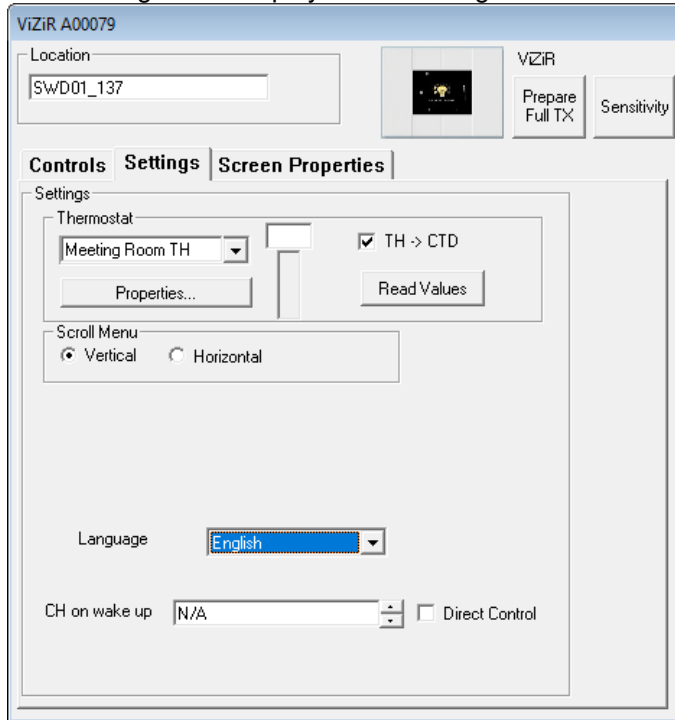 ViZiR A00079
Location
SWD01_137
ViZiR
Prepare
Full TX
Sensitivity
Controls Settings Screen Properties
Settings
Thermostat
Meeting Room TH
TH -> CTD
Properties...
Read Values
Scroll Menu
Vertical Horizontal
Language English
CH on wake up N/A Direct Control